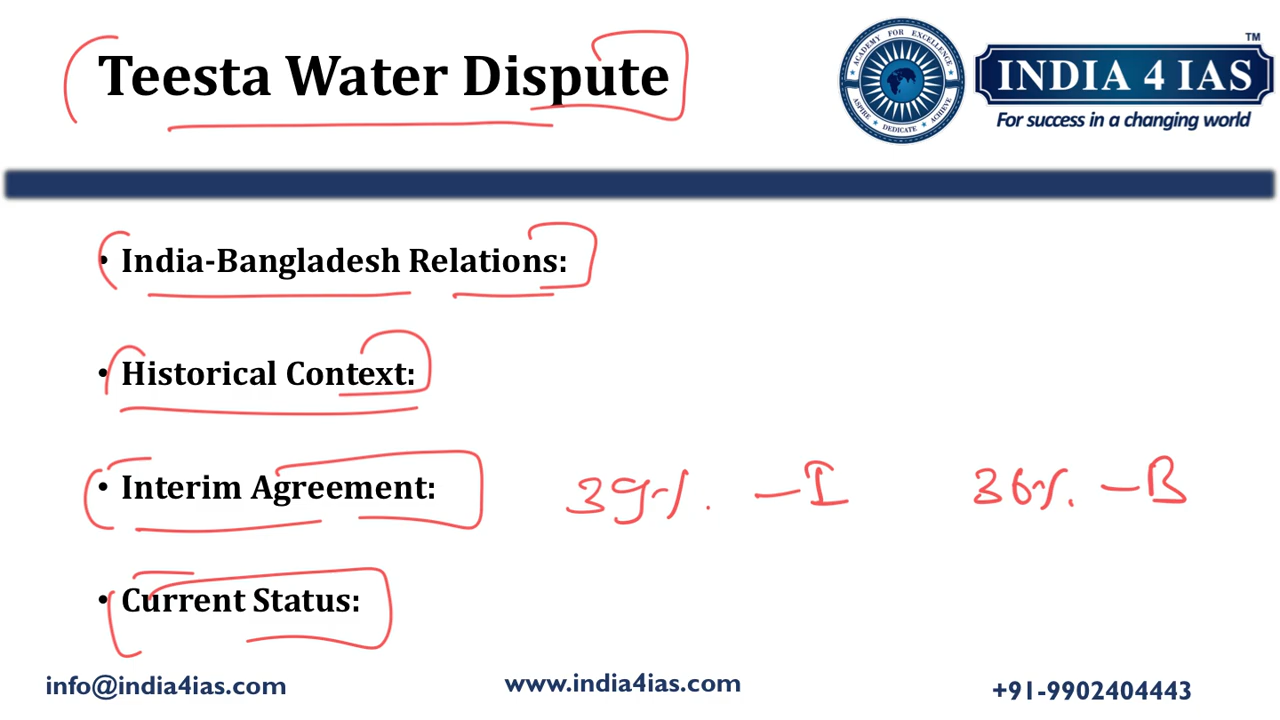 Teesta Water Dispute
ACADEMY FOR EXCELLENCE
ASPIRE ★ DEDICATE ★ ACHIEVE
INDIA 4 IAS TM
For success in a changing world
• India-Bangladesh Relations:
• Historical Context:
• Interim Agreement: 39%. – I 36%. – B
• Current Status:
info@india4ias.com www.india4ias.com +91-9902404443